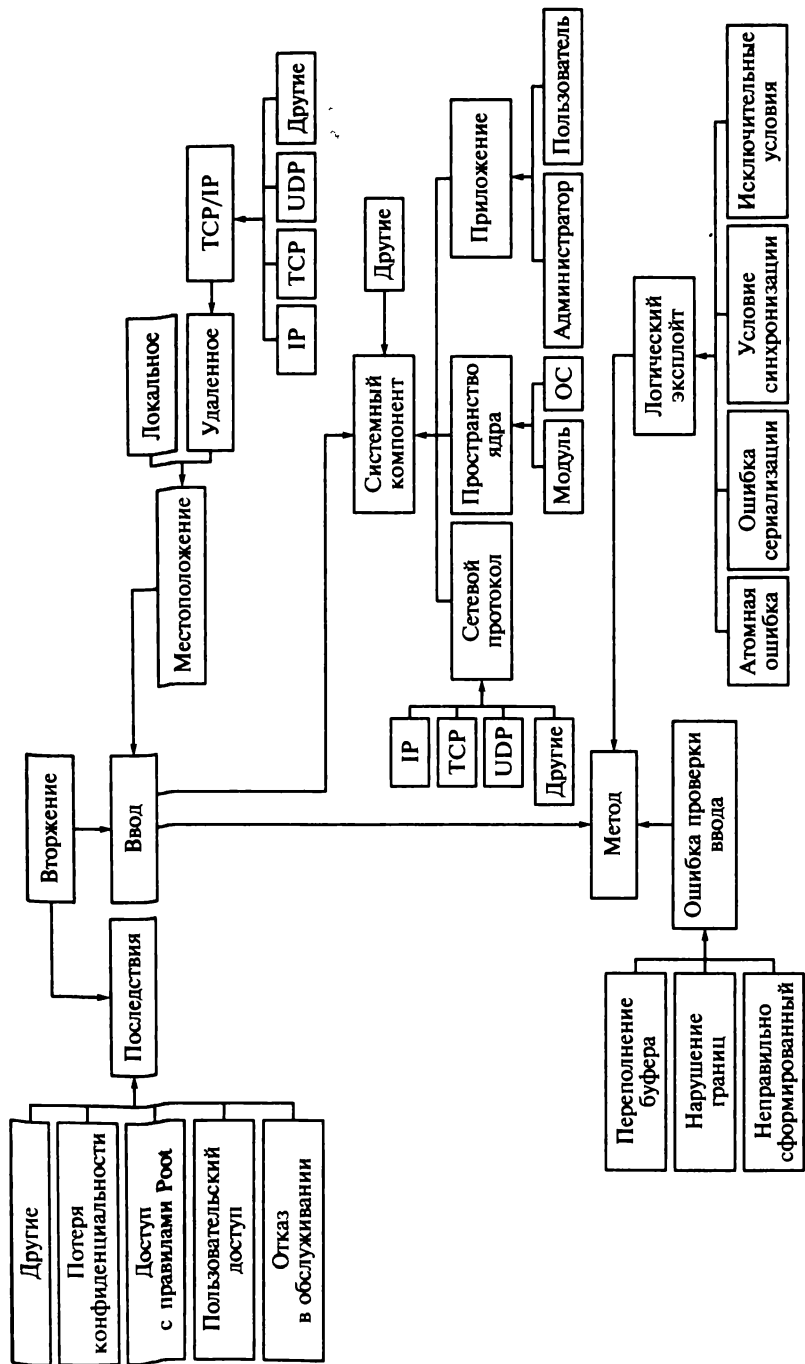 Вторжение
Последствия
Другие
Потеря
конфиденциальности
Доступ
с правилами Poot
Пользовательский
доступ
Отказ
в обслуживании
Ввод
Местоположение
Локальное
Удаленное
TCP/IP
IP
TCP
UDP
Другие
Системный
компонент
Другие
Сетевой
протокол
IP
TCP
UDP
Другие
Пространство
ядра
Модуль
ОС
Приложение
Администратор
Пользователь
Метод
Ошибка проверки
ввода
Переполнение
буфера
Нарушение
границ
Неправильно
сформированный
Логический
эксплойт
Атомная
ошибка
Ошибка
сериализации
Условие
синхронизации
Исключительные
условия